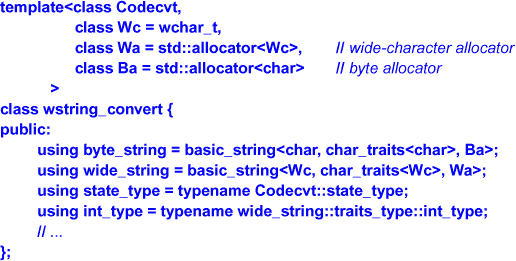 template<class Codecvt,
class Wc = wchar_t,
class Wa = std::allocator<Wc>, // wide-character allocator
class Ba = std::allocator<char> // byte allocator
>
class wstring_convert {
public:
using byte_string = basic_string<char, char_traits<char>, Ba>;
using wide_string = basic_string<Wc, char_traits<Wc>, Wa>;
using state_type = typename Codecvt::state_type;
using int_type = typename wide_string::traits_type::int_type;
// ...
};